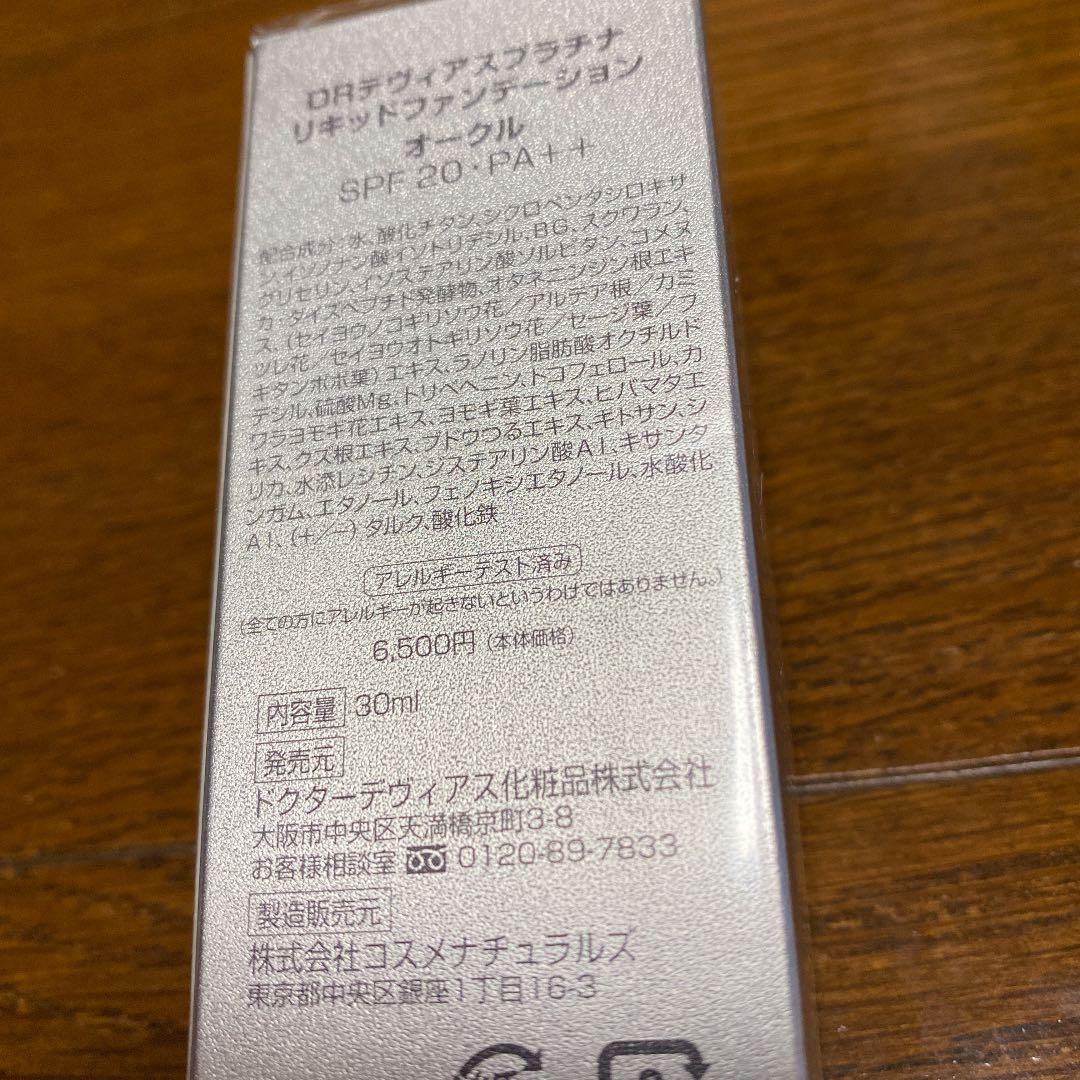 DRデヴィアスプラチナ
リキッドファンデーション
オークル
SPF 20・PA++
配合成分:水、酸化チタン、シクロペンタシロキサ
ン、イソノナン酸イソトリデシル、BG、スクワラン、
グリセリン、イソステアリン酸ソルビタン、コメヌ
カ・ダイズペプチド発酵物、オタネニンジン根エキ
ス、(セイヨウノコギリソウ花/アルテア根/カミ
ツレ花/セイヨウオトギリソウ花/セージ葉/フ
キタンポポ葉)エキス、ラノリン脂肪酸オクチルド
デシル、硫酸Mg、トリベヘニン、トコフェロール、カ
ワラヨモギ花エキス、ヨモギ葉エキス、ヒバマタエ
キス、クズ根エキス、ブドウつるエキス、キトサン、シ
リカ、水添レシチン、ジステアリン酸Al、キサンタ
ンガム、エタノール、フェノキシエタノール、水酸化
Al、(+/-)タルク、酸化鉄
アレルギーテスト済み
(全ての方にアレルギーが起きないというわけではありません。)
6,500円(本体価格)
内容量 30ml
発売元
ドクターデヴィアス化粧品株式会社
大阪市中央区天満橋京町3-8
お客様相談室 0120-89-7833
製造販売元
株式会社コスメナチュラルズ
東京都中央区銀座1丁目16-3